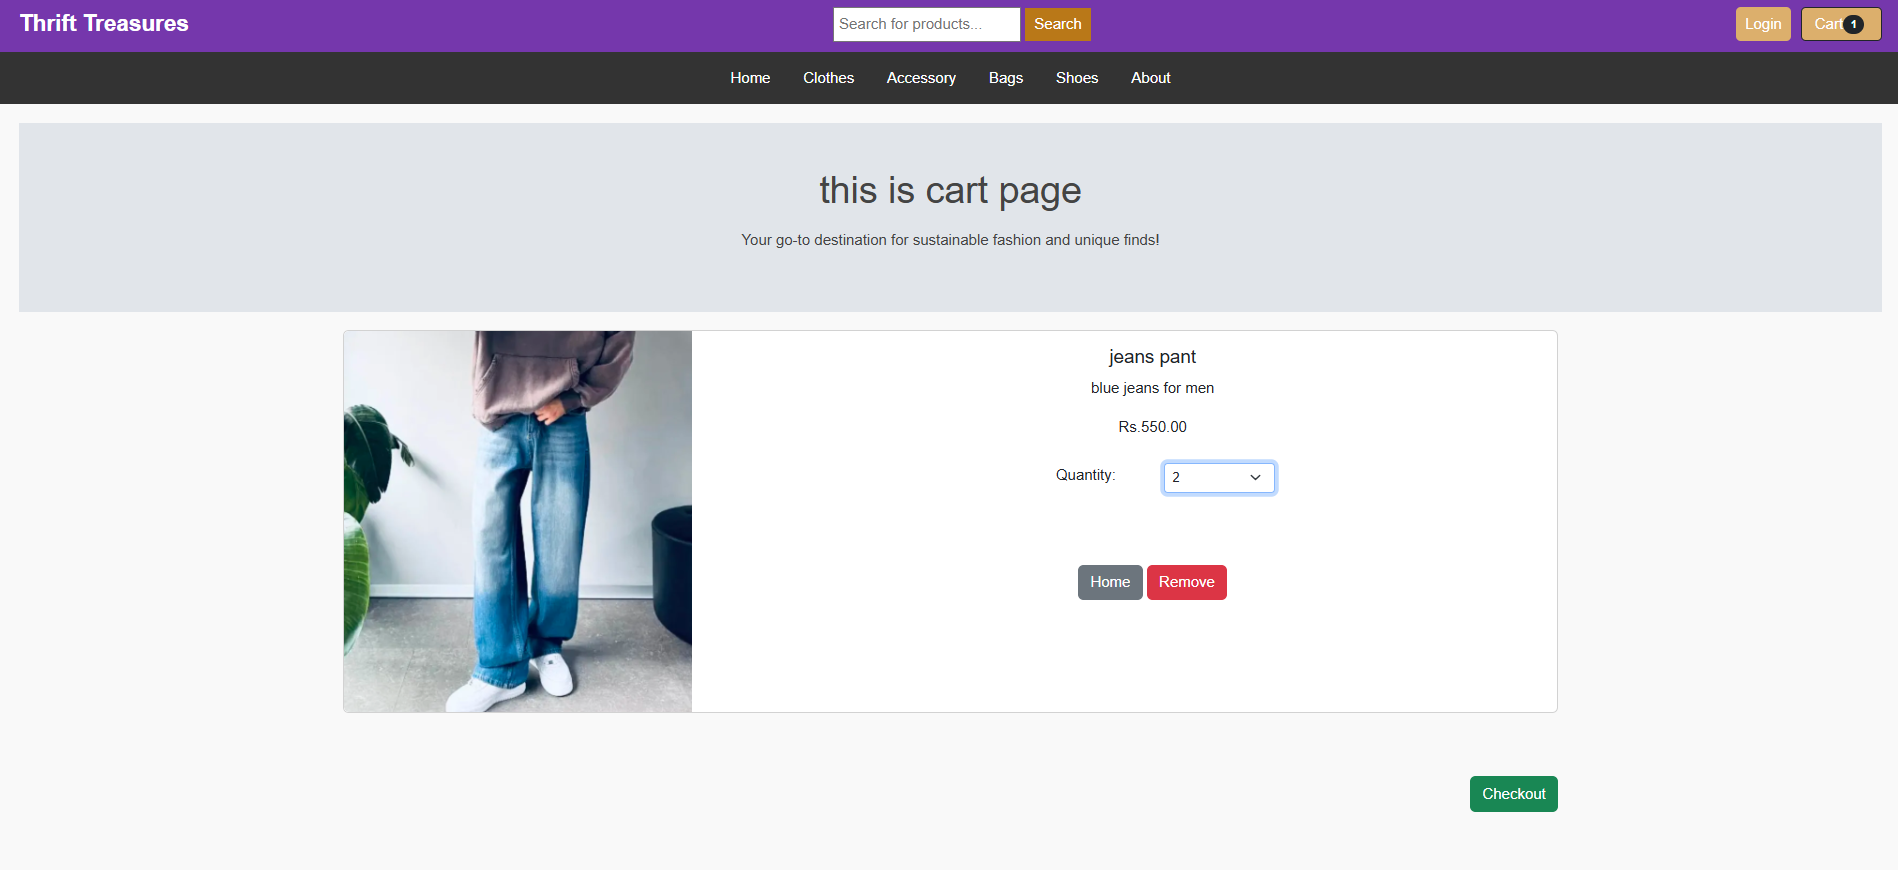 Thrift Treasures
Search for products...
Search
Login
Cart 1
Home
Clothes
Accessory
Bags
Shoes
About
this is cart page
Your go-to destination for sustainable fashion and unique finds!
jeans pant
blue jeans for men
Rs.550.00
Quantity:
2
Home
Remove
Checkout